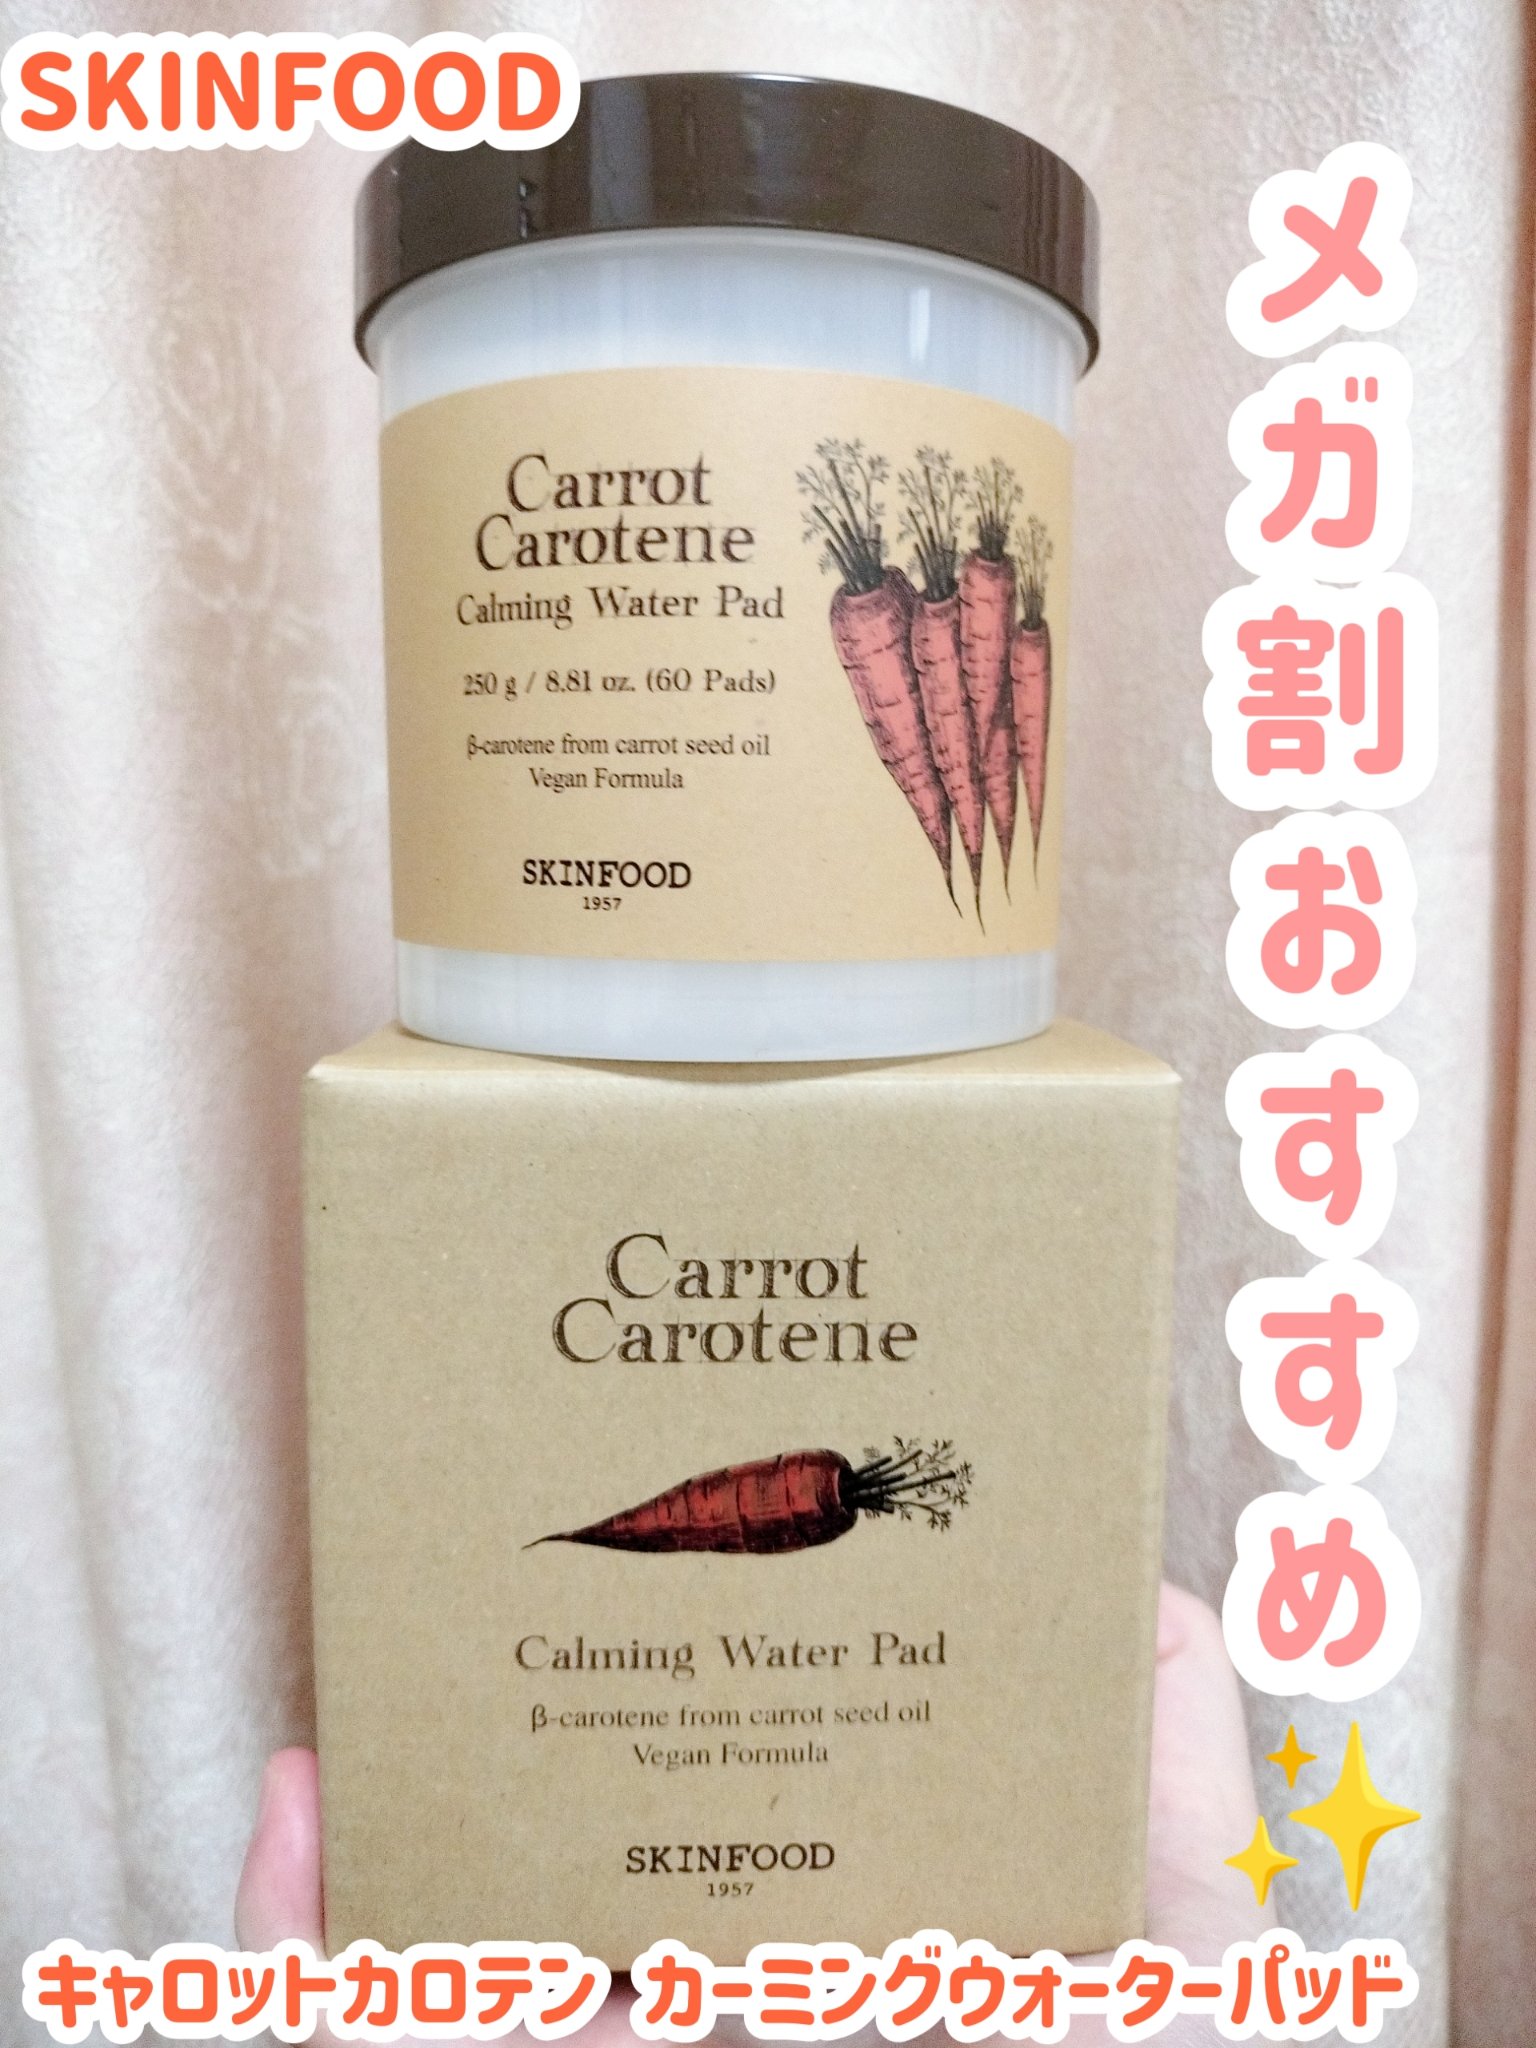 SKINFOOD
メガ割おすすめ
Carrot
Carotene
Calming Water Pad
250 g / 8.81 oz. (60 Pads)
β-carotene from carrot seed oil
Vegan Formula
SKINFOOD
1957
Carrot
Carotene
Calming Water Pad
β-carotene from carrot seed oil
Vegan Formula
SKINFOOD
1957
キャロットカロテン カーミングウォーターパッド